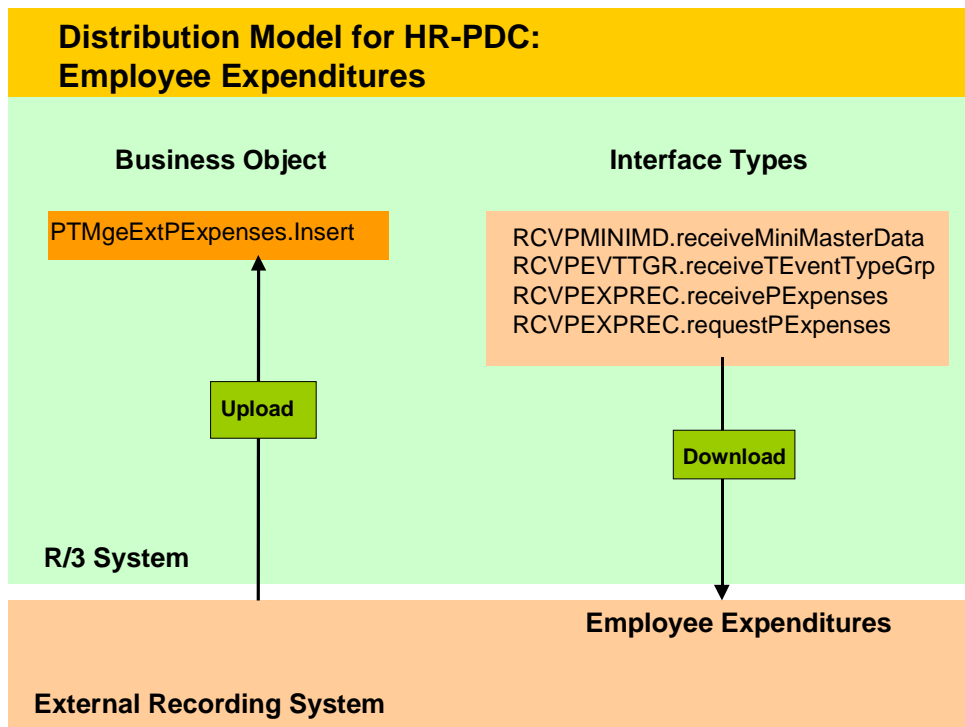 Distribution Model for HR-PDC:
Employee Expenditures
Business Object
Interface Types
PTMgeExtPExpenses.Insert
RCVPMINIMD.receiveMiniMasterData
RCVPEVTTGR.receiveTEventTypeGrp
RCVPEXPREC.receivePExpenses
RCVPEXPREC.requestPExpenses
Upload
Download
R/3 System
Employee Expenditures
External Recording System